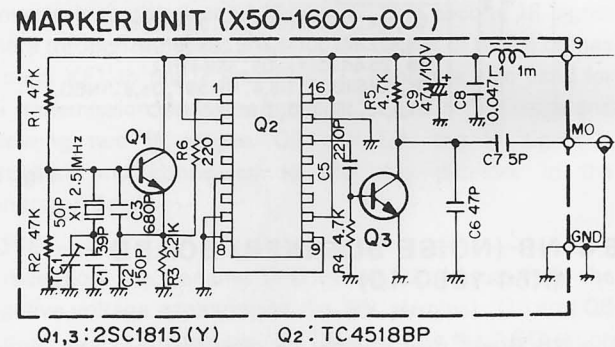 MARKER UNIT (X50-1600-00)
R1 47K
R2 47K
TC1 50P
X1 2.5MHz
C1 39P
C2 150P
C3 680P
R3 2.2K
Q1
R6 220
Q2
1
16
8
9
C5 220P
R4 4.7K
Q3
R5 4.7K
C9 47μ/10V
C8 0.047
L1 1m
C7 5P
C6 47P
9
MO
GND
Q1,3:2SC1815(Y) Q2:TC4518BP